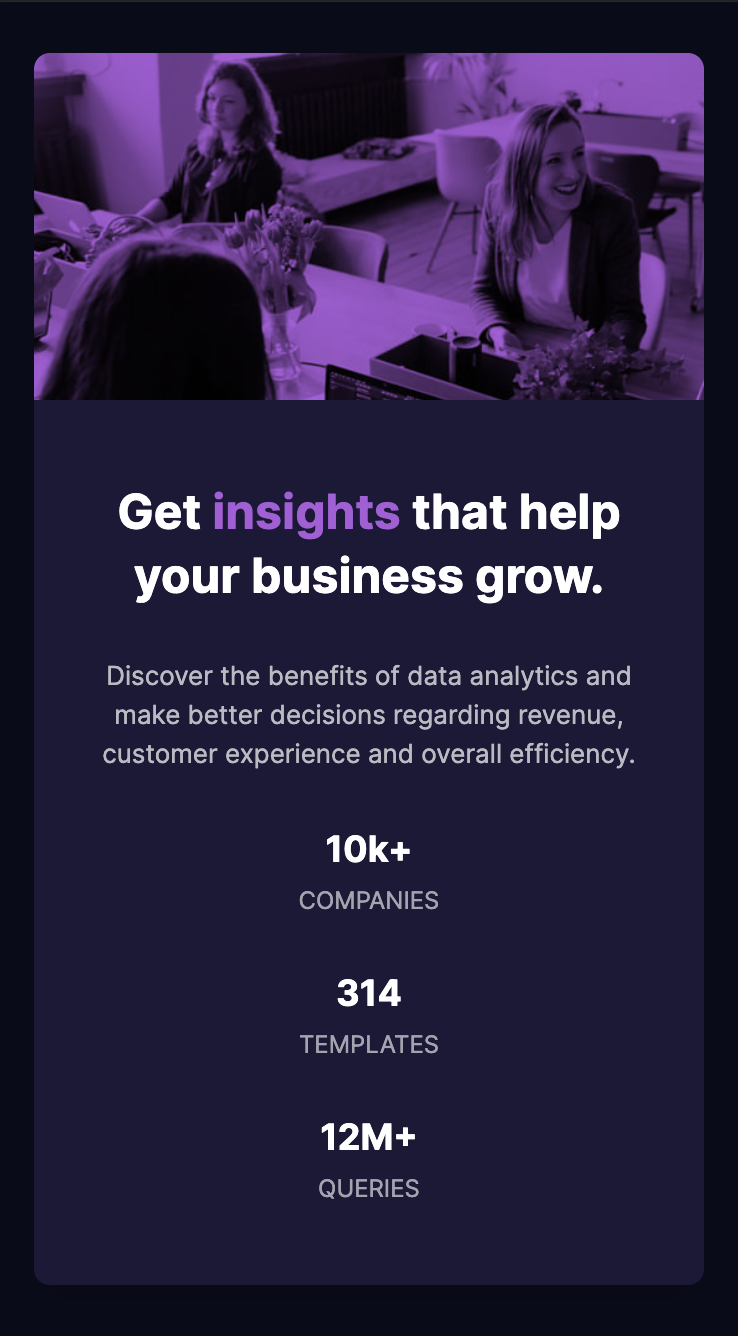 Get insights that help
your business grow.
Discover the benefits of data analytics and
make better decisions regarding revenue,
customer experience and overall efficiency.
10k+
COMPANIES
314
TEMPLATES
12M+
QUERIES